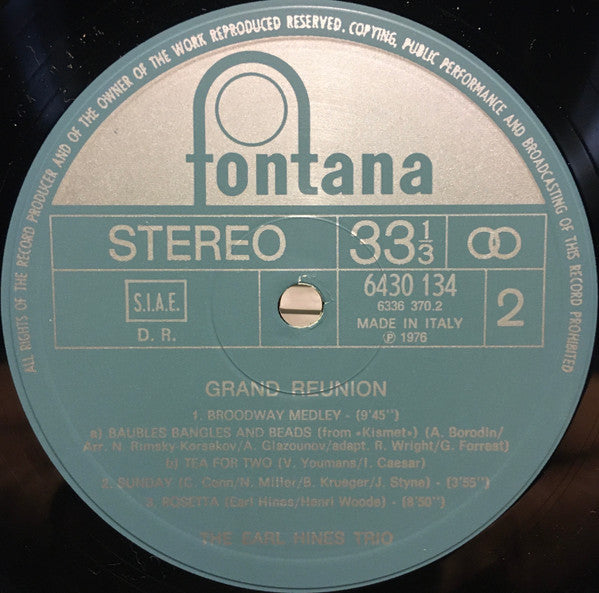 ALL RIGHTS OF THE RECORD PRODUCER AND OF THE OWNER OF THE WORK REPRODUCED RESERVED. COPYING, PUBLIC PERFORMANCE AND BROADCASTING OF THIS RECORD PROHIBITED
fontana
STEREO 33 1/3
S.I.A.E. 6430 134
6336 370.2
D. R. MADE IN ITALY 2
℗ 1976
GRAND REUNION
1. BROODWAY MEDLEY - (9'45'')
a) BAUBLES BANGLES AND BEADS (from «Kismet») (A. Borodin/
Arr. N. Rimsky-Korsakov/A. Glazounov/adapt. R. Wright/G. Forrest)
b) TEA FOR TWO (V. Youmans/I. Caesar)
2. SUNDAY (C. Conn/N. Miller/B. Krueger/J. Styne) - (3'55'')
3. ROSETTA (Earl Hines/Henri Woode) - (8'50'')
THE EARL HINES TRIO